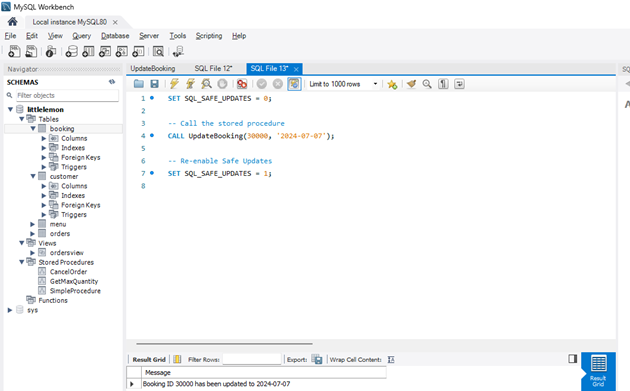 MySQL Workbench
Local instance MySQL80
File Edit View Query Database Server Tools Scripting Help
Navigator
SCHEMAS
Filter objects
littlelemon
Tables
booking
Columns
Indexes
Foreign Keys
Triggers
customer
Columns
Indexes
Foreign Keys
Triggers
menu
orders
Views
ordersview
Stored Procedures
CancelOrder
GetMaxQuantity
SimpleProcedure
Functions
sys
UpdateBooking SQL File 12* SQL File 13*
Limit to 1000 rows
1 SET SQL_SAFE_UPDATES = 0;
2
3 -- Call the stored procedure
4 CALL UpdateBooking(30000, '2024-07-07');
5
6 -- Re-enable Safe Updates
7 SET SQL_SAFE_UPDATES = 1;
8
Result Grid Filter Rows: Export: Wrap Cell Content:
Message
Booking ID 30000 has been updated to 2024-07-07
Result
Grid
SQ
A